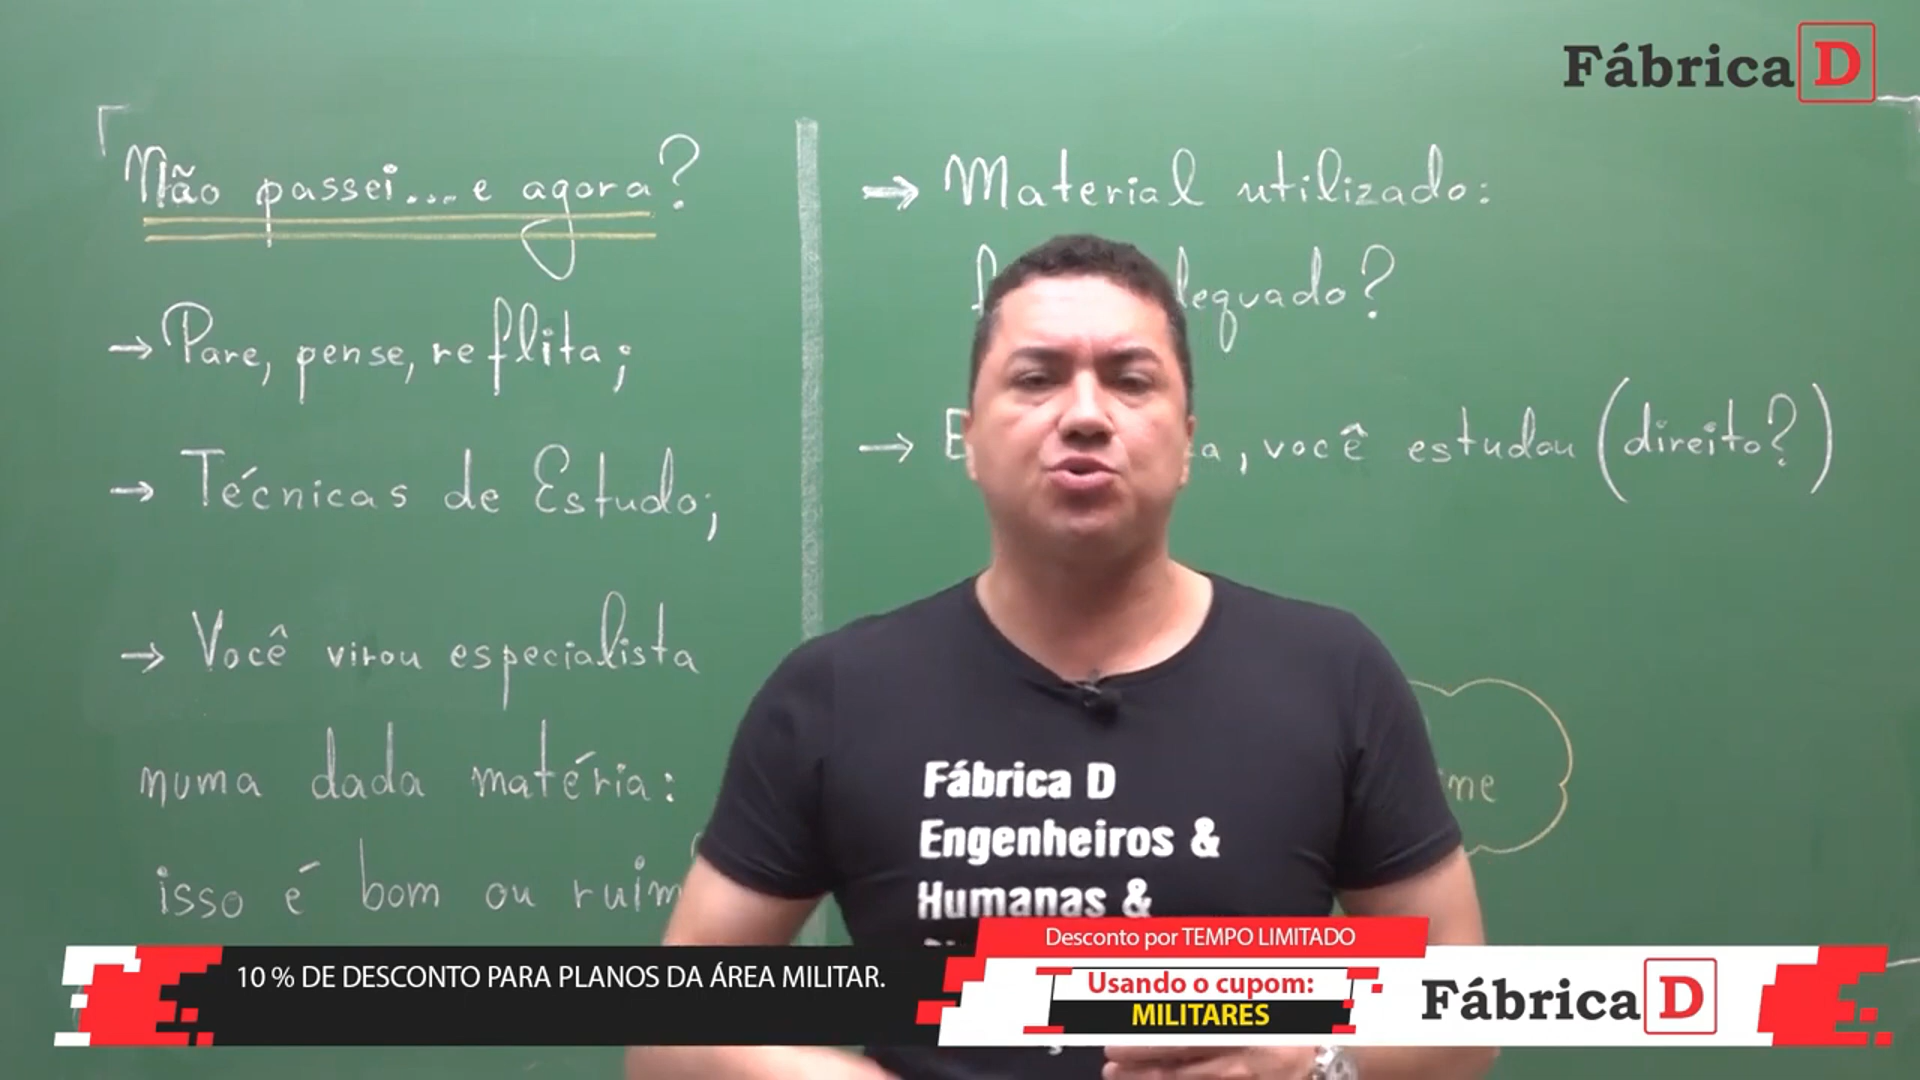 Fábrica D
Não passei... e agora?
→ Pare, pense, reflita;
→ Técnicas de Estudo;
→ Você virou especialista
numa dada matéria:
isso é bom ou ruim
→ Material utilizado:
?
→ , você estudou (direito?)
Fábrica D
Engenheiros &
Humanas &
10 % DE DESCONTO PARA PLANOS DA ÁREA MILITAR.
Desconto por TEMPO LIMITADO
Usando o cupom:
MILITARES
Fábrica D